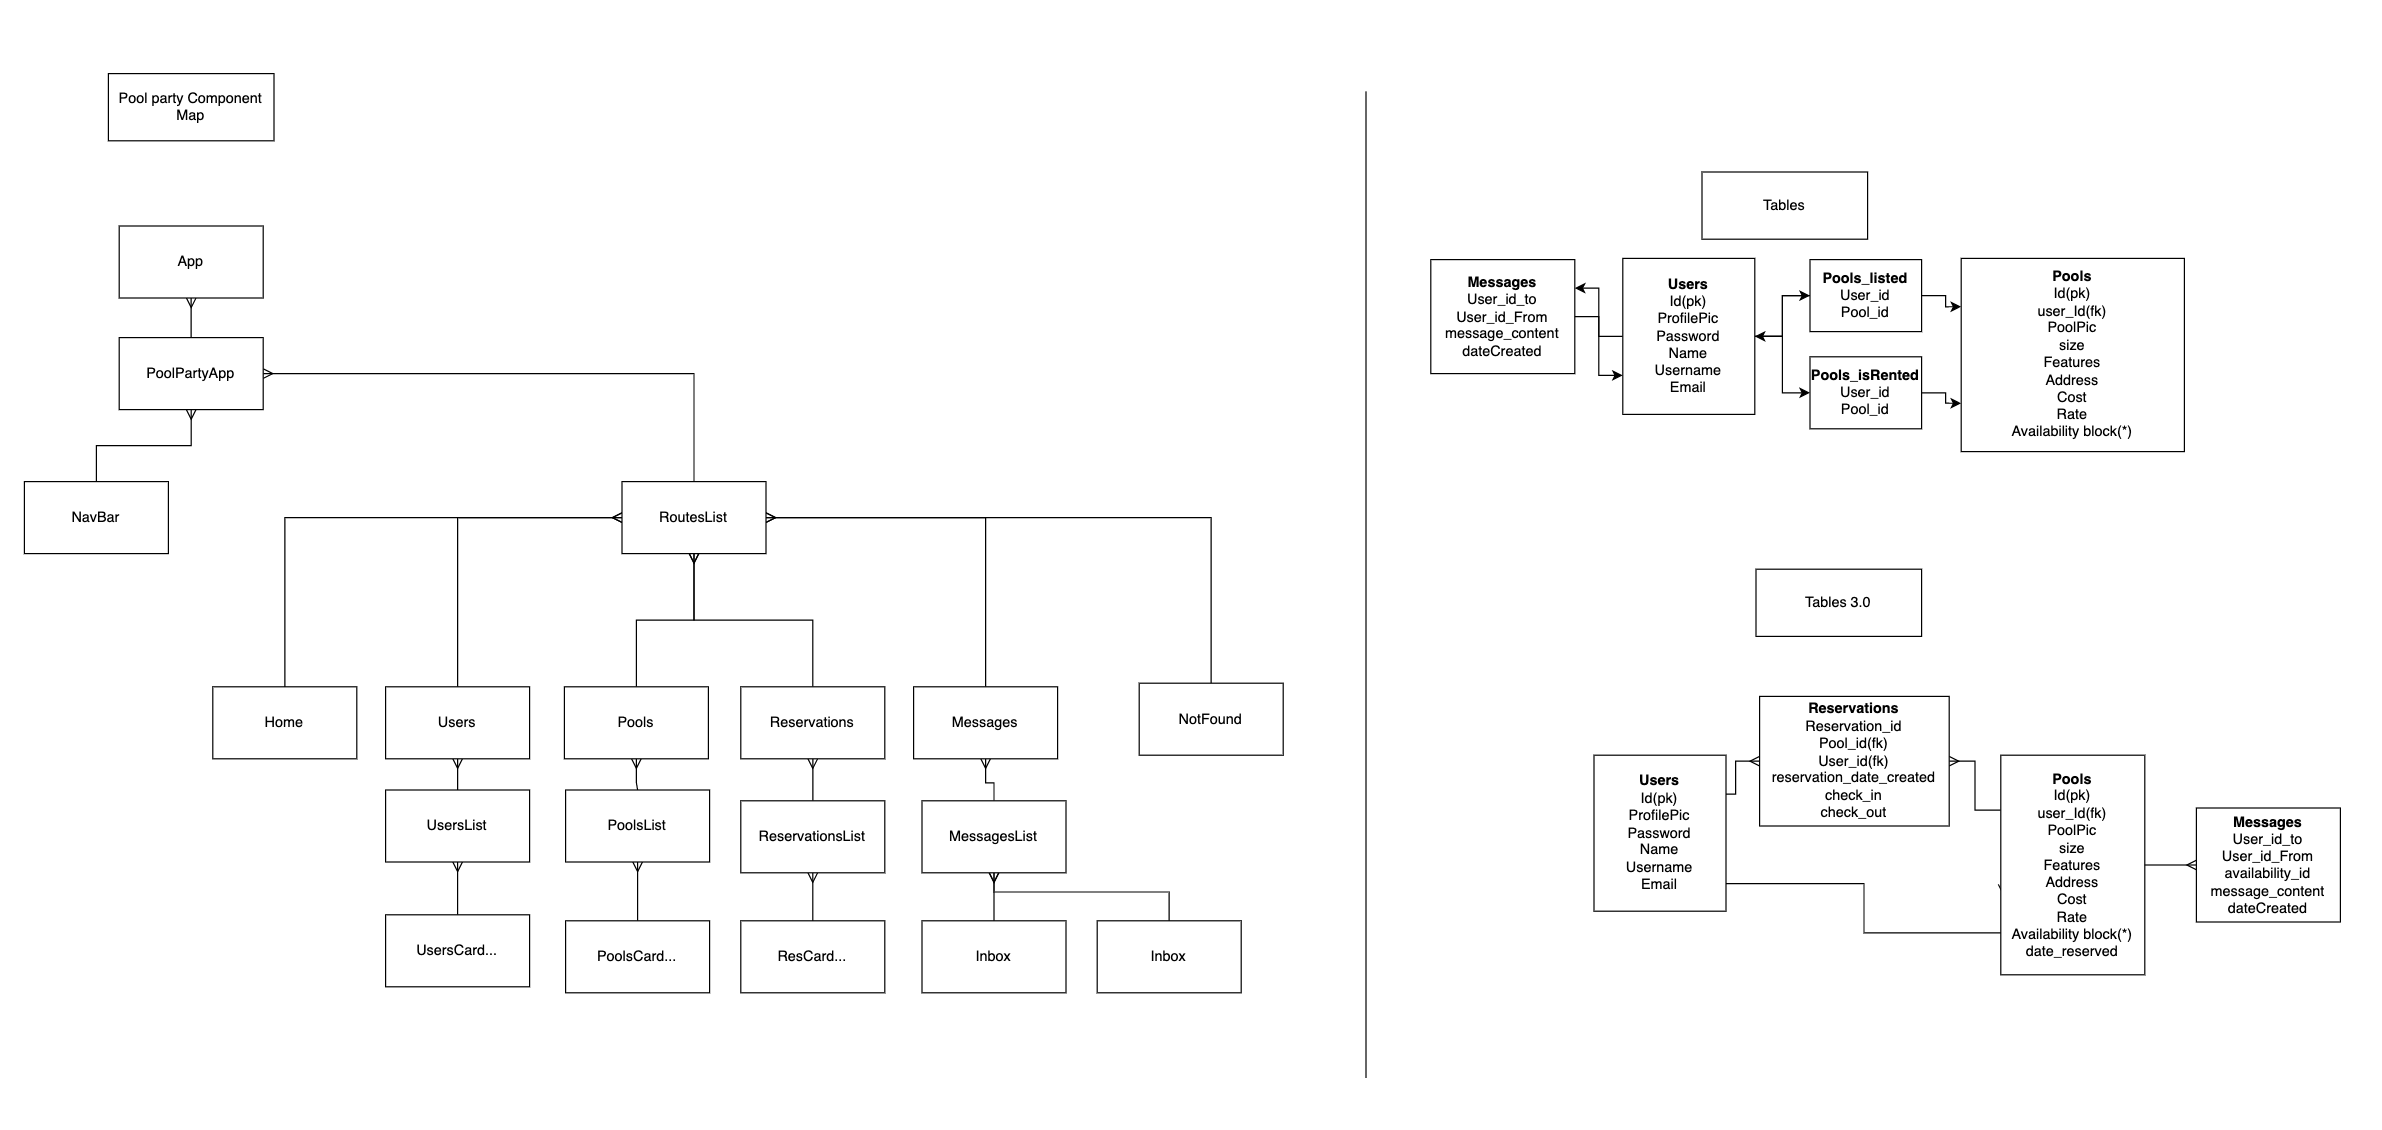 Pool party Component
Map
App
PoolPartyApp
NavBar
RoutesList
Home
Users
Pools
Reservations
Messages
NotFound
UsersList
PoolsList
ReservationsList
MessagesList
UsersCard...
PoolsCard...
ResCard...
Inbox
Inbox
Tables
Messages
User_id_to
User_id_From
message_content
dateCreated
Users
Id(pk)
ProfilePic
Password
Name
Username
Email
Pools_listed
User_id
Pool_id
Pools_isRented
User_id
Pool_id
Pools
Id(pk)
user_Id(fk)
PoolPic
size
Features
Address
Cost
Rate
Availability block(*)
Tables 3.0
Users
Id(pk)
ProfilePic
Password
Name
Username
Email
Reservations
Reservation_id
Pool_id(fk)
User_id(fk)
reservation_date_created
check_in
check_out
Pools
Id(pk)
user_Id(fk)
PoolPic
size
Features
Address
Cost
Rate
Availability block(*)
date_reserved
Messages
User_id_to
User_id_From
availability_id
message_content
dateCreated